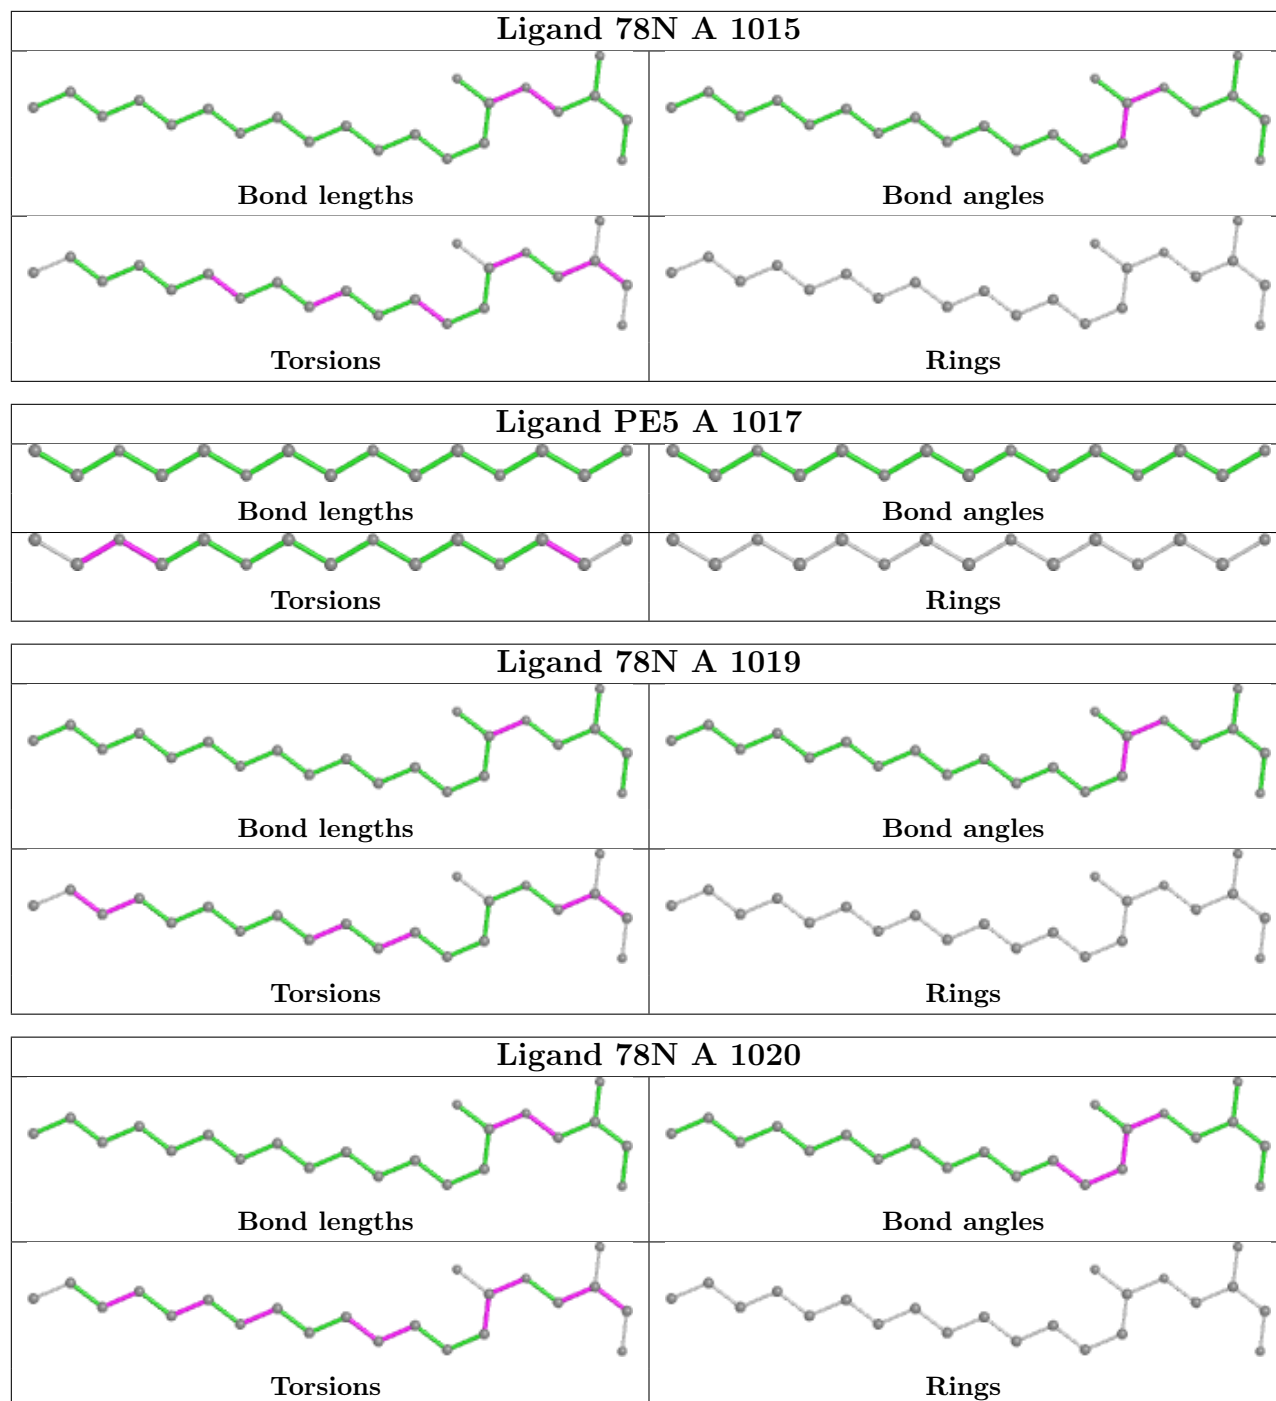 Ligand 78N A 1015
Bond lengths
Bond angles
Torsions
Rings
Ligand PE5 A 1017
Bond lengths
Bond angles
Torsions
Rings
Ligand 78N A 1019
Bond lengths
Bond angles
Torsions
Rings
Ligand 78N A 1020
Bond lengths
Bond angles
Torsions
Rings